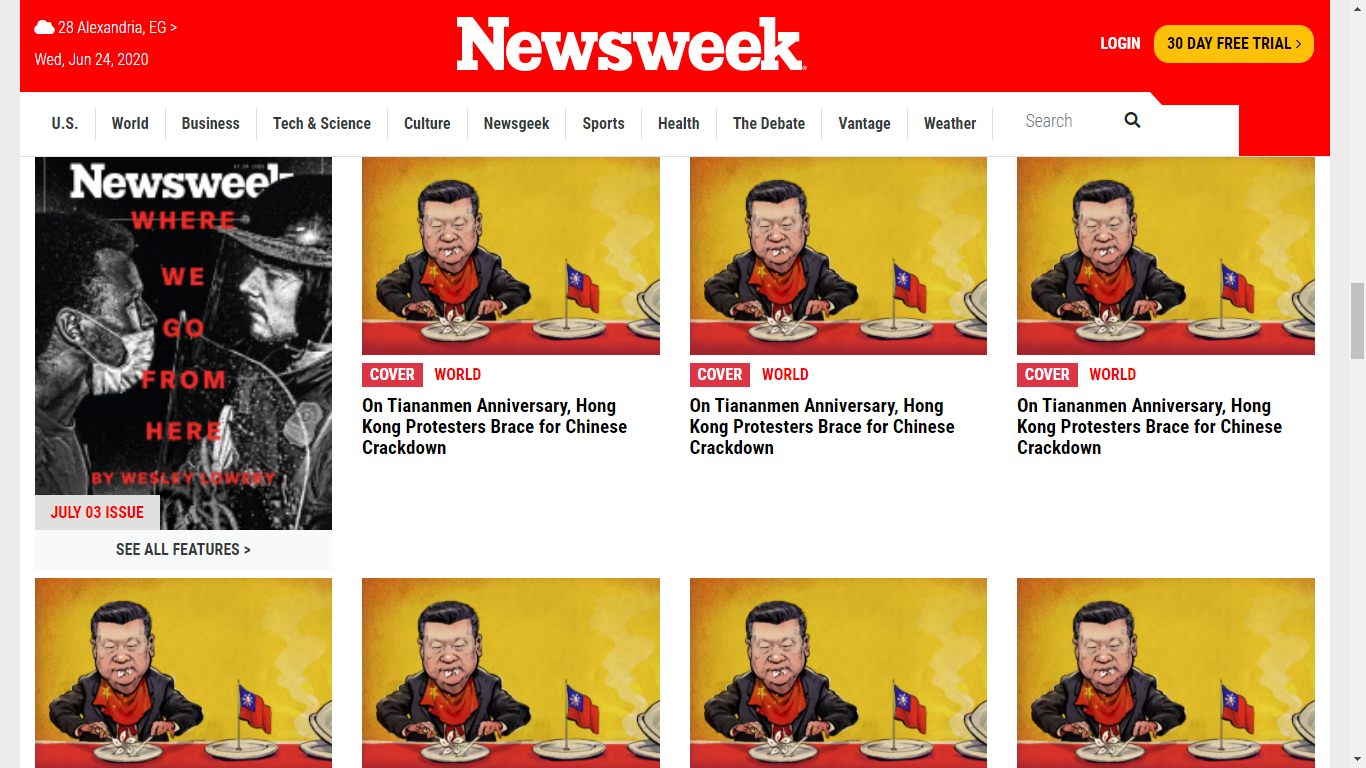 28 Alexandria, EG >
Wed, Jun 24, 2020
Newsweek
LOGIN
30 DAY FREE TRIAL >
U.S.
World
Business
Tech & Science
Culture
Newsgeek
Sports
Health
The Debate
Vantage
Weather
Search
Newsweek
WHERE
WE
GO
FROM
HERE
BY WESLEY LOWERY
JULY 03 ISSUE
SEE ALL FEATURES >
COVER WORLD
On Tiananmen Anniversary, Hong
Kong Protesters Brace for Chinese
Crackdown
COVER WORLD
On Tiananmen Anniversary, Hong
Kong Protesters Brace for Chinese
Crackdown
COVER WORLD
On Tiananmen Anniversary, Hong
Kong Protesters Brace for Chinese
Crackdown